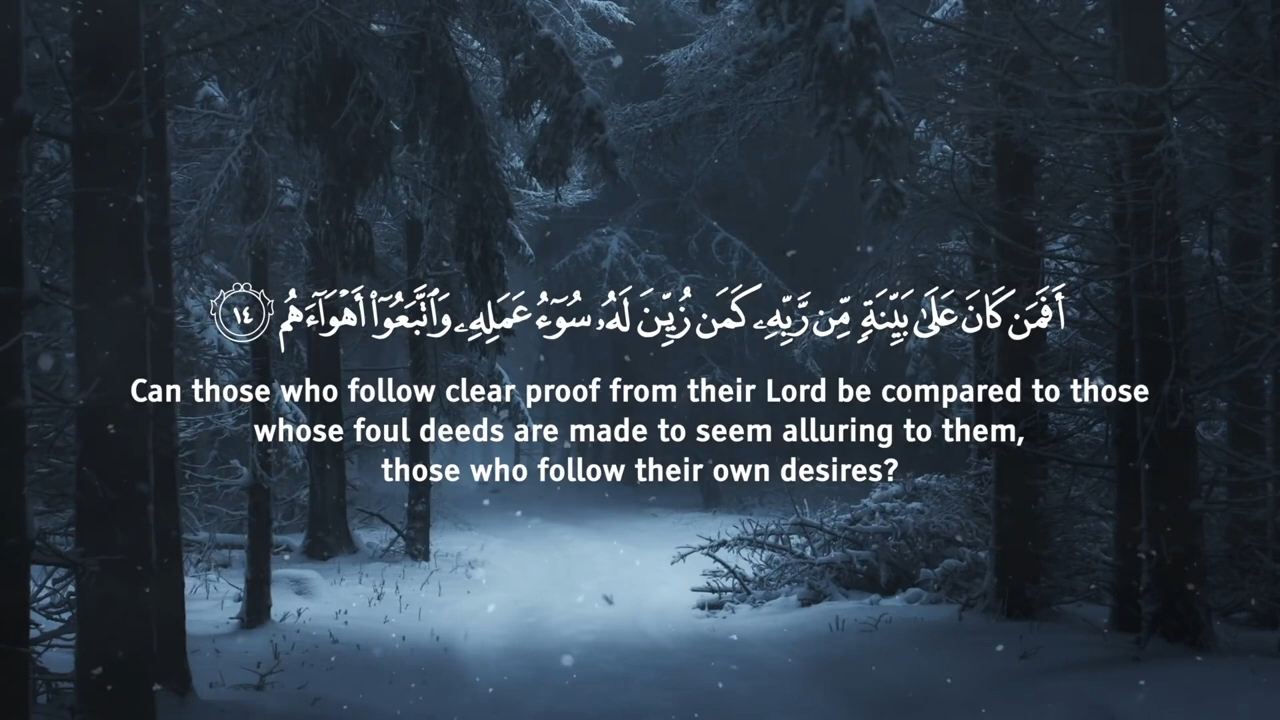 أَفَمَن كَانَ عَلَىٰ بَيِّنَةٍ مِّن رَّبِّهِۦ كَمَن زُيِّنَ لَهُۥ سُوٓءُ عَمَلِهِۦ وَٱتَّبَعُوٓا۟ أَهْوَآءَهُم ١٤
Can those who follow clear proof from their Lord be compared to those
whose foul deeds are made to seem alluring to them,
those who follow their own desires?